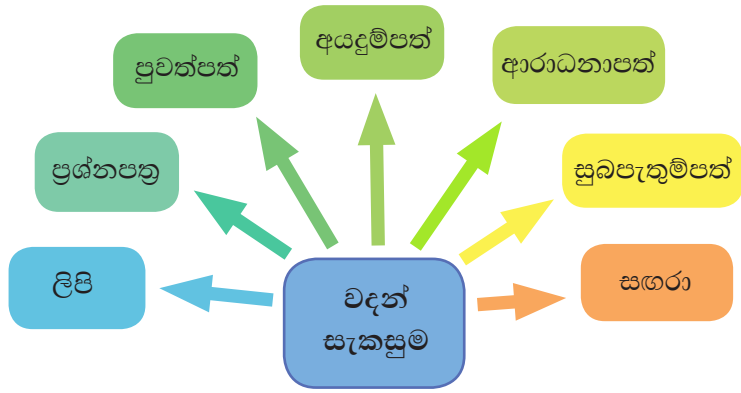 අයදුම්පත්
පුවත්පත්
ආරාධනාපත්
ප්‍රශ්නපත්‍ර
සුබපැතුම්පත්
ලිපි
සඟරා
වදන්
සැකසුම